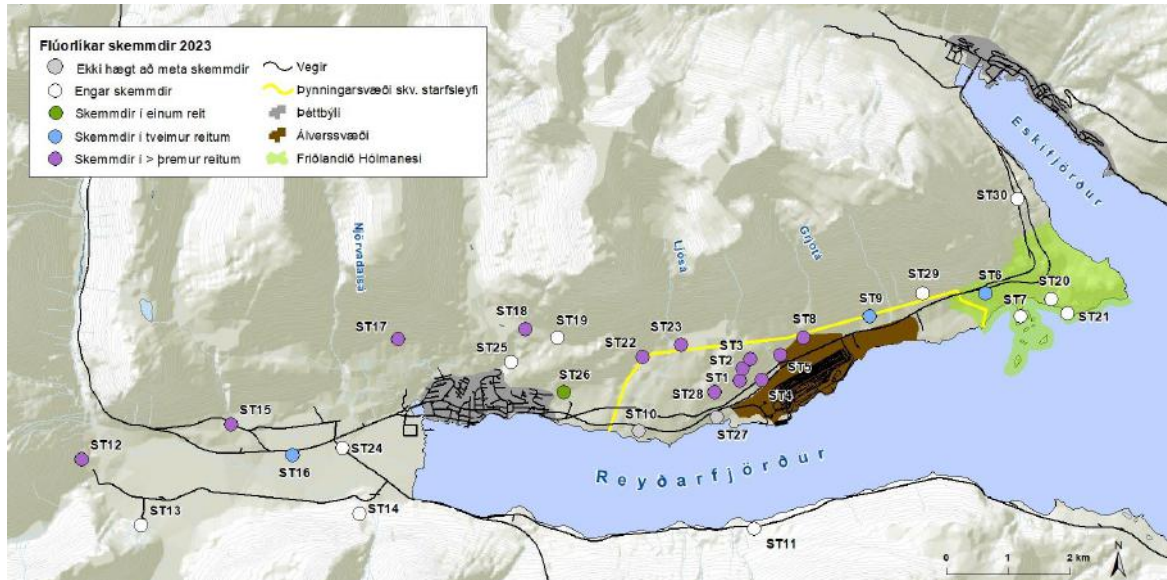 Flúorlíkar skemmdir 2023
Ekki hægt að meta skemmdir
Engar skemmdir
Skemmdir í einum reit
Skemmdir í tveimur reitum
Skemmdir í > þremur reitum
Vegir
Þynningarsvæði skv. starfsleyfi
Þéttbýli
Álverssvæði
Friðlandið Hólmanesi
Eskifjörður
ST30
Njörvadalsá
Ljósá
Grjótá
ST29
ST6
ST20
ST7
ST21
ST9
ST18
ST19
ST17
ST25
ST22
ST23
ST8
ST3
ST2
ST5
ST1
ST26
ST28
ST4
ST15
ST10
ST27
ST12
ST16
ST24
Reyðarfjörður
ST13
ST14
ST11
N
0 1 2 km